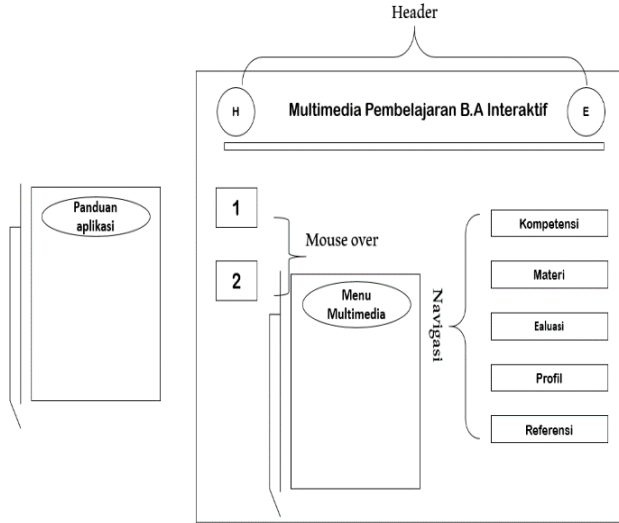 Header
H
Multimedia Pembelajaran B.A Interaktif
E
Panduan
aplikasi
1
Mouse over
2
Menu
Multimedia
Navigasi
Kompetensi
Materi
Ealuasi
Profil
Referensi